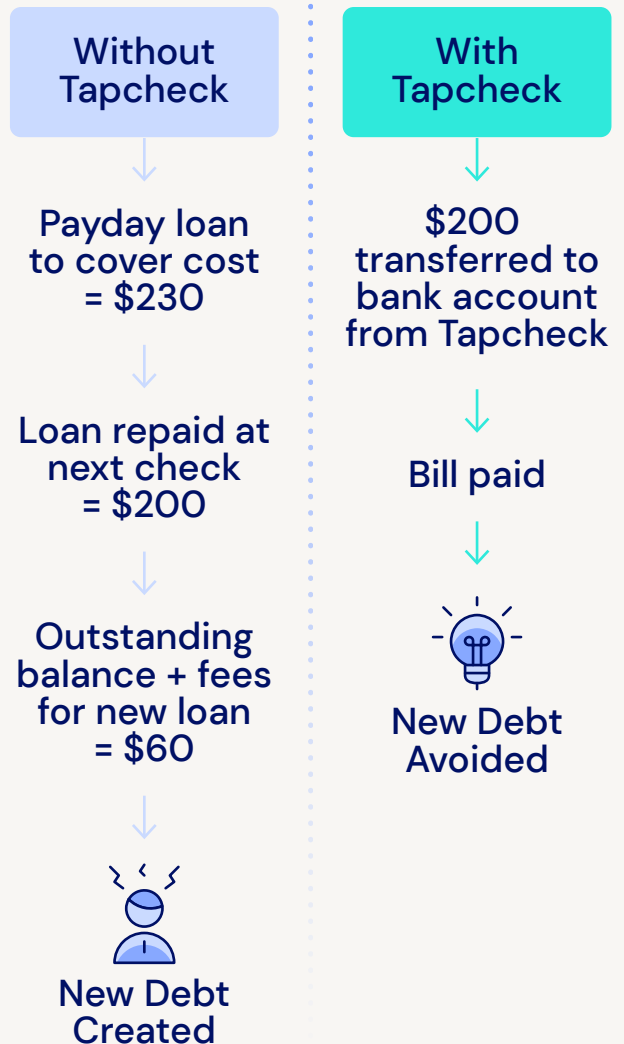 Without
Tapcheck
Payday loan
to cover cost
= $230
Loan repaid at
next check
= $200
Outstanding
balance + fees
for new loan
= $60
New Debt
Created
With
Tapcheck
$200
transferred to
bank account
from Tapcheck
Bill paid
New Debt
Avoided